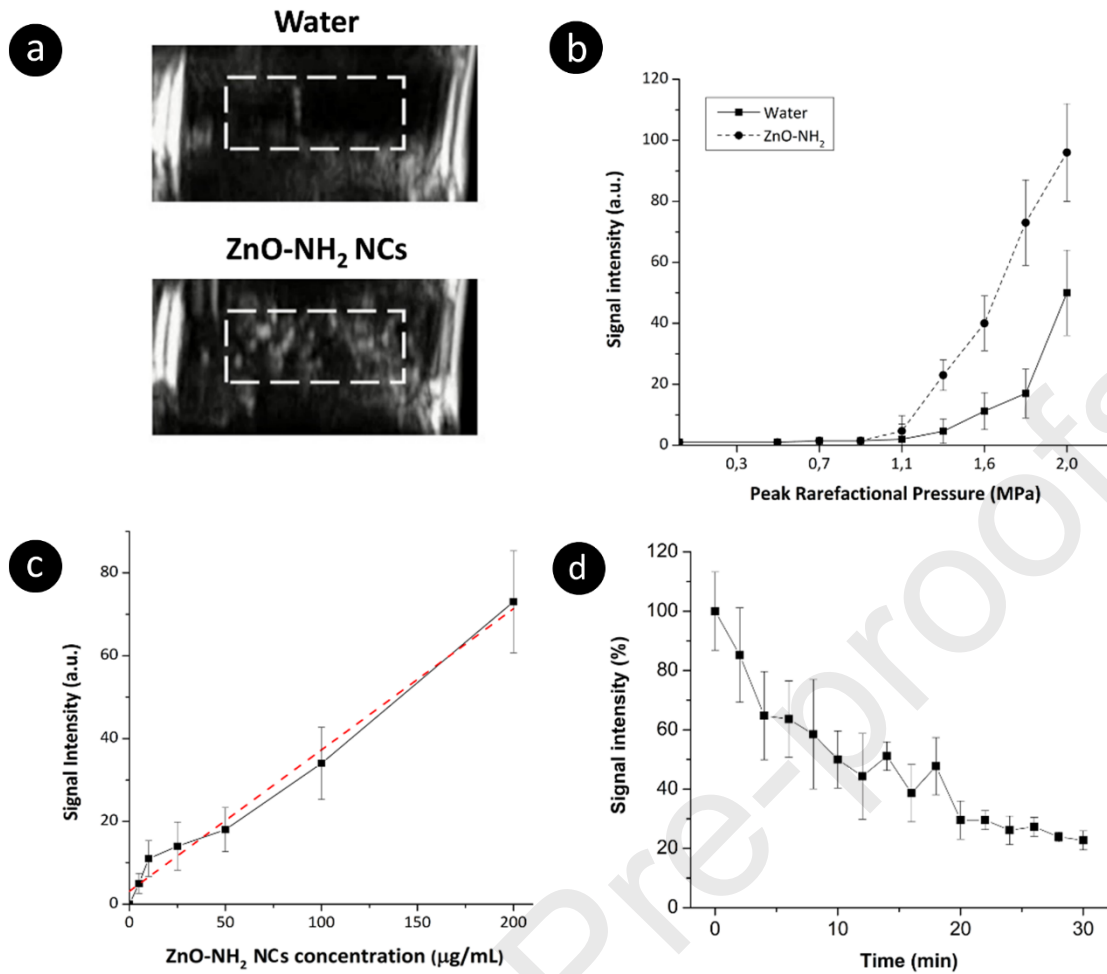 a
Water
ZnO-NH₂ NCs
b
120
100
80
60
40
20
0
Signal intensity (a.u.)
Water
ZnO-NH₂
0,3 0,7 1,1 1,6 2,0
Peak Rarefactional Pressure (MPa)
c
80
60
40
20
0
Signal Intensity (a.u.)
0 50 100 150 200
ZnO-NH₂ NCs concentration (µg/mL)
d
120
100
80
60
40
20
0
Signal intensity (%)
0 10 20 30
Time (min)
Pre-proofs